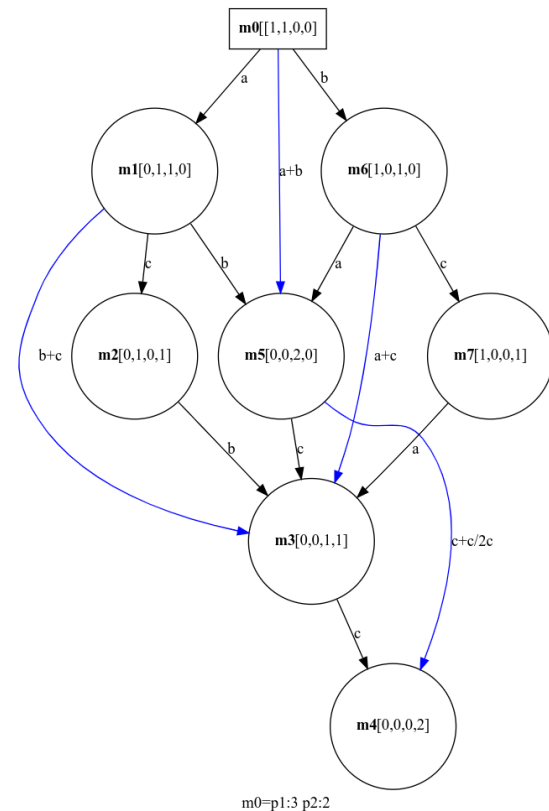 m0[[1,1,0,0]
a
b
m1[0,1,1,0]
a+b
m6[1,0,1,0]
c
b
a
c
b+c
m2[0,1,0,1]
m5[0,0,2,0]
a+c
m7[1,0,0,1]
b
c
a
m3[0,0,1,1]
c+c/2c
c
m4[0,0,0,2]
m0=p1:3 p2:2